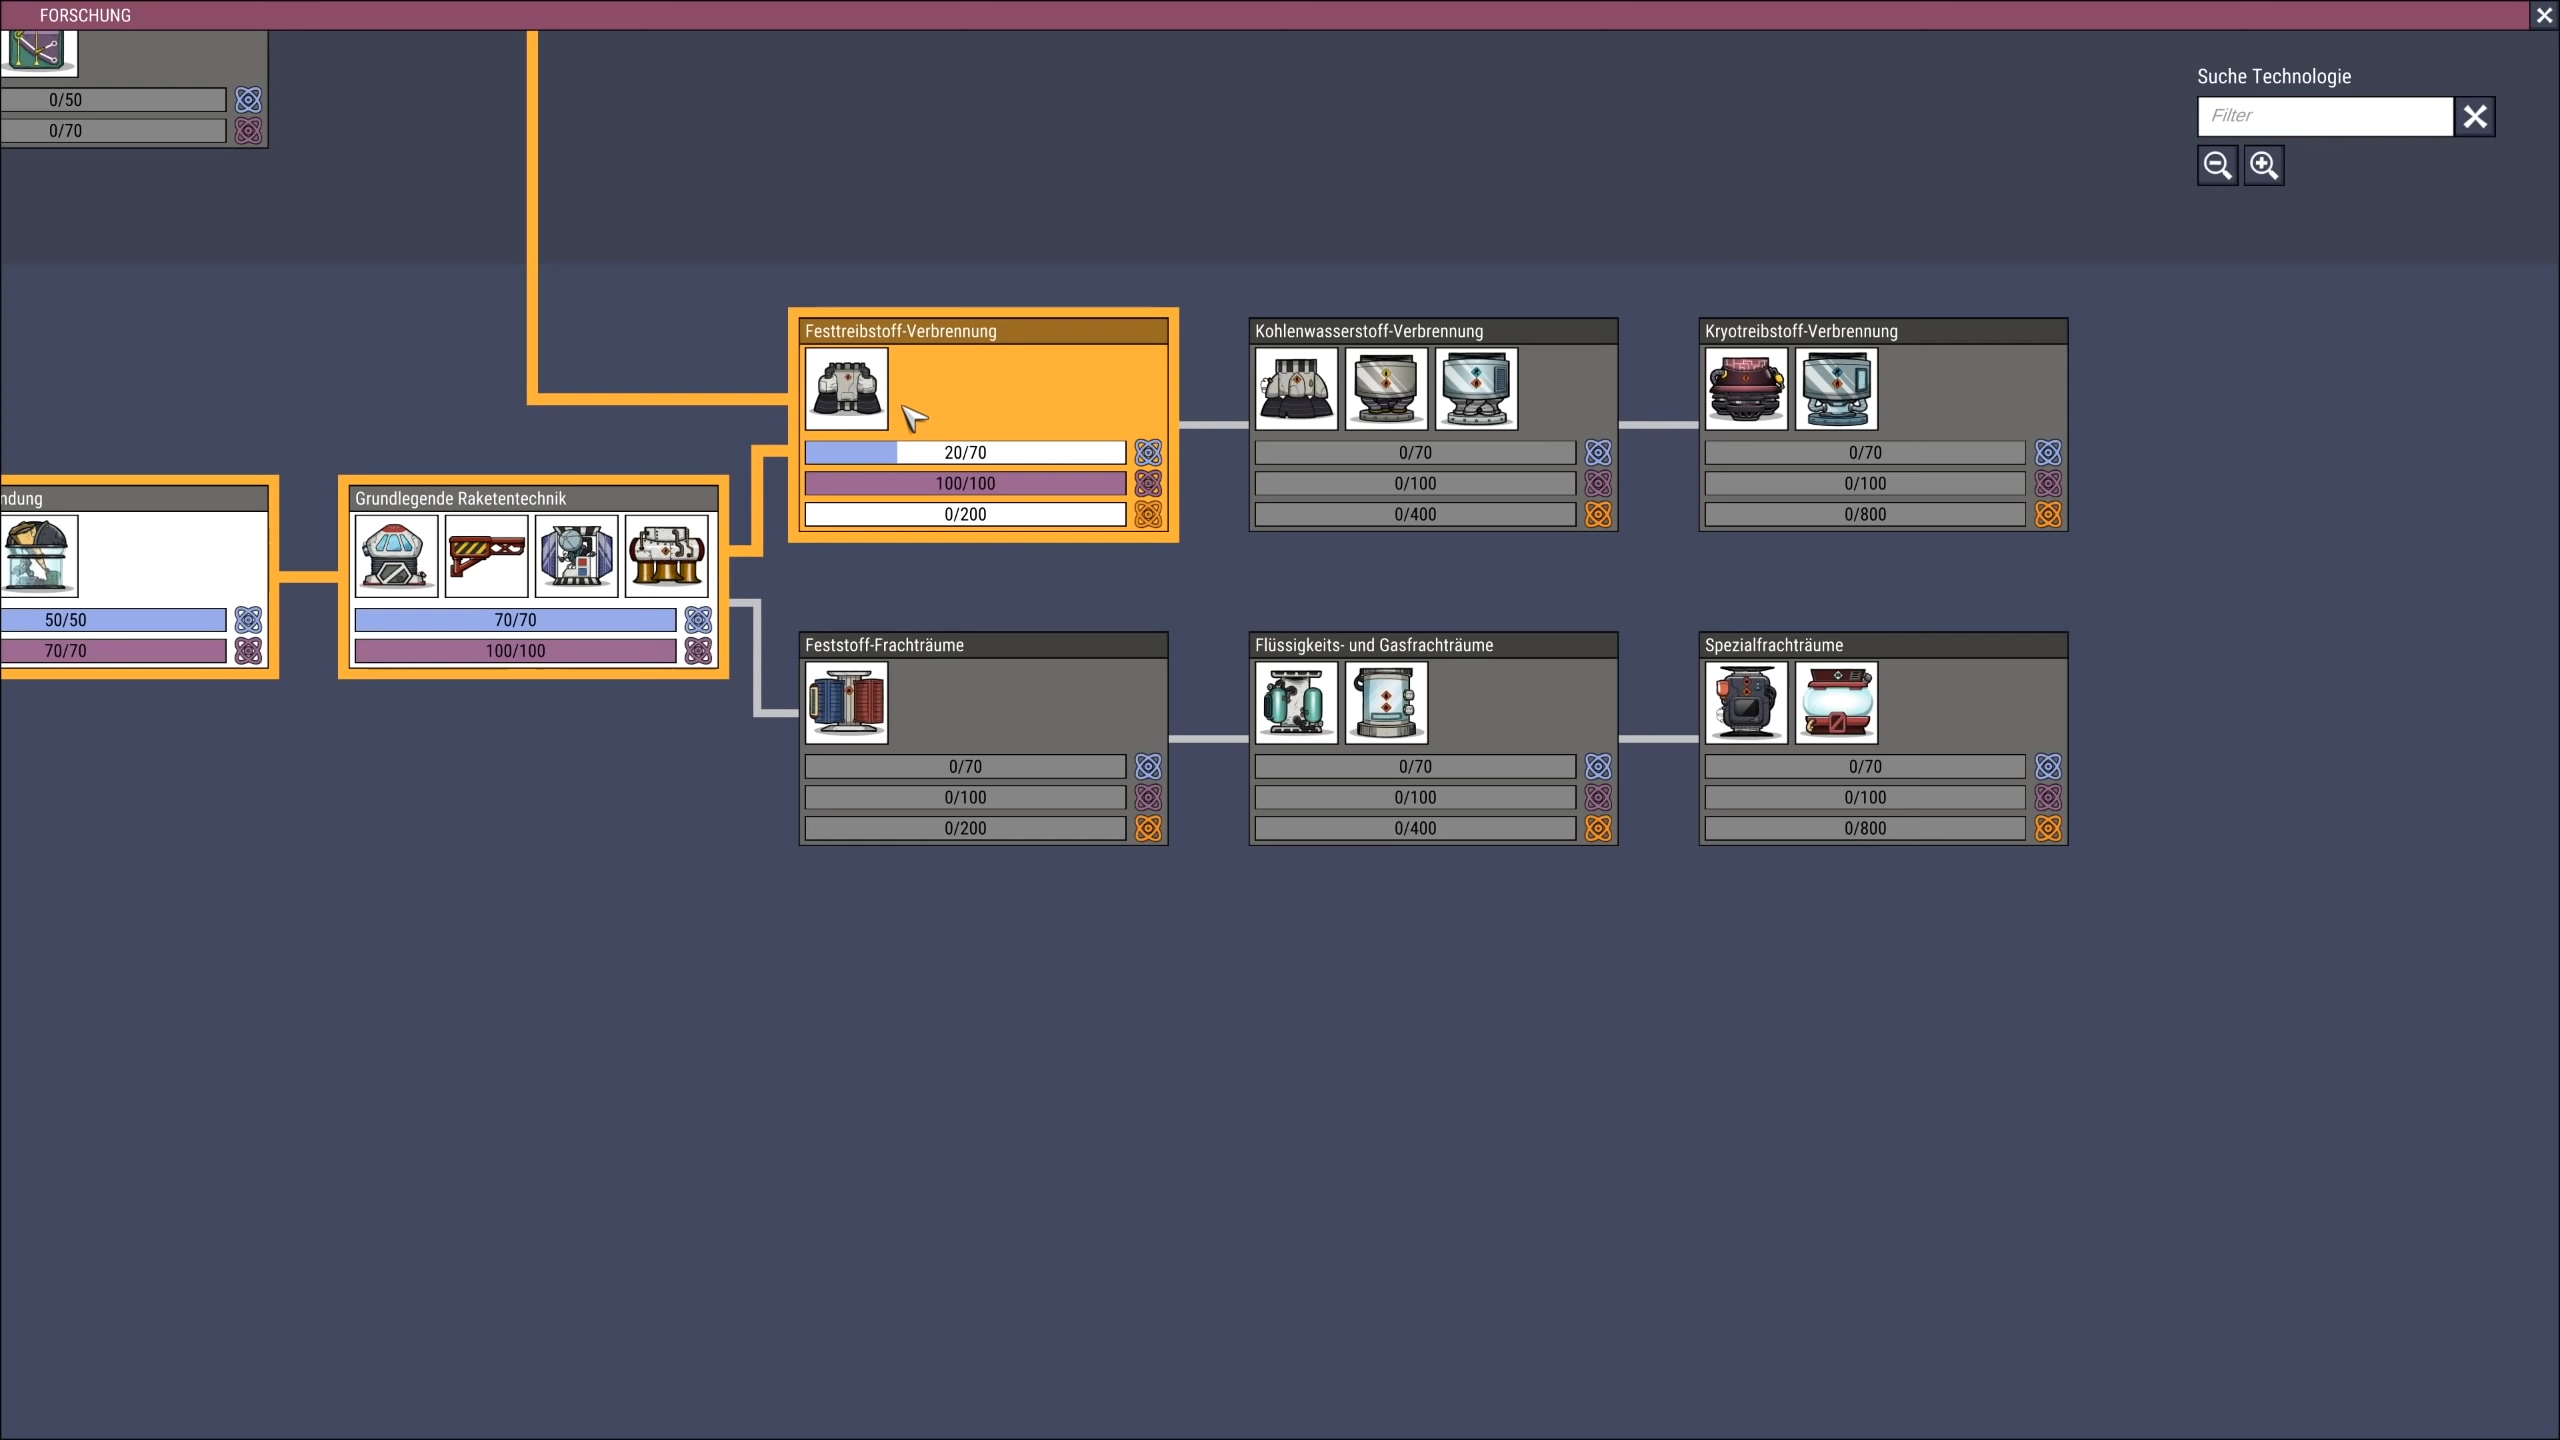 FORSCHUNG
0/50
0/70
Suche Technologie
Filter
Festtreibstoff-Verbrennung
20/70
100/100
0/200
Kohlenwasserstoff-Verbrennung
0/70
0/100
0/400
Kryotreibstoff-Verbrennung
0/70
0/100
0/800
ndung
50/50
70/70
Grundlegende Raketentechnik
70/70
100/100
Feststoff-Frachträume
0/70
0/100
0/200
Flüssigkeits- und Gasfrachträume
0/70
0/100
0/400
Spezialfrachträume
0/70
0/100
0/800